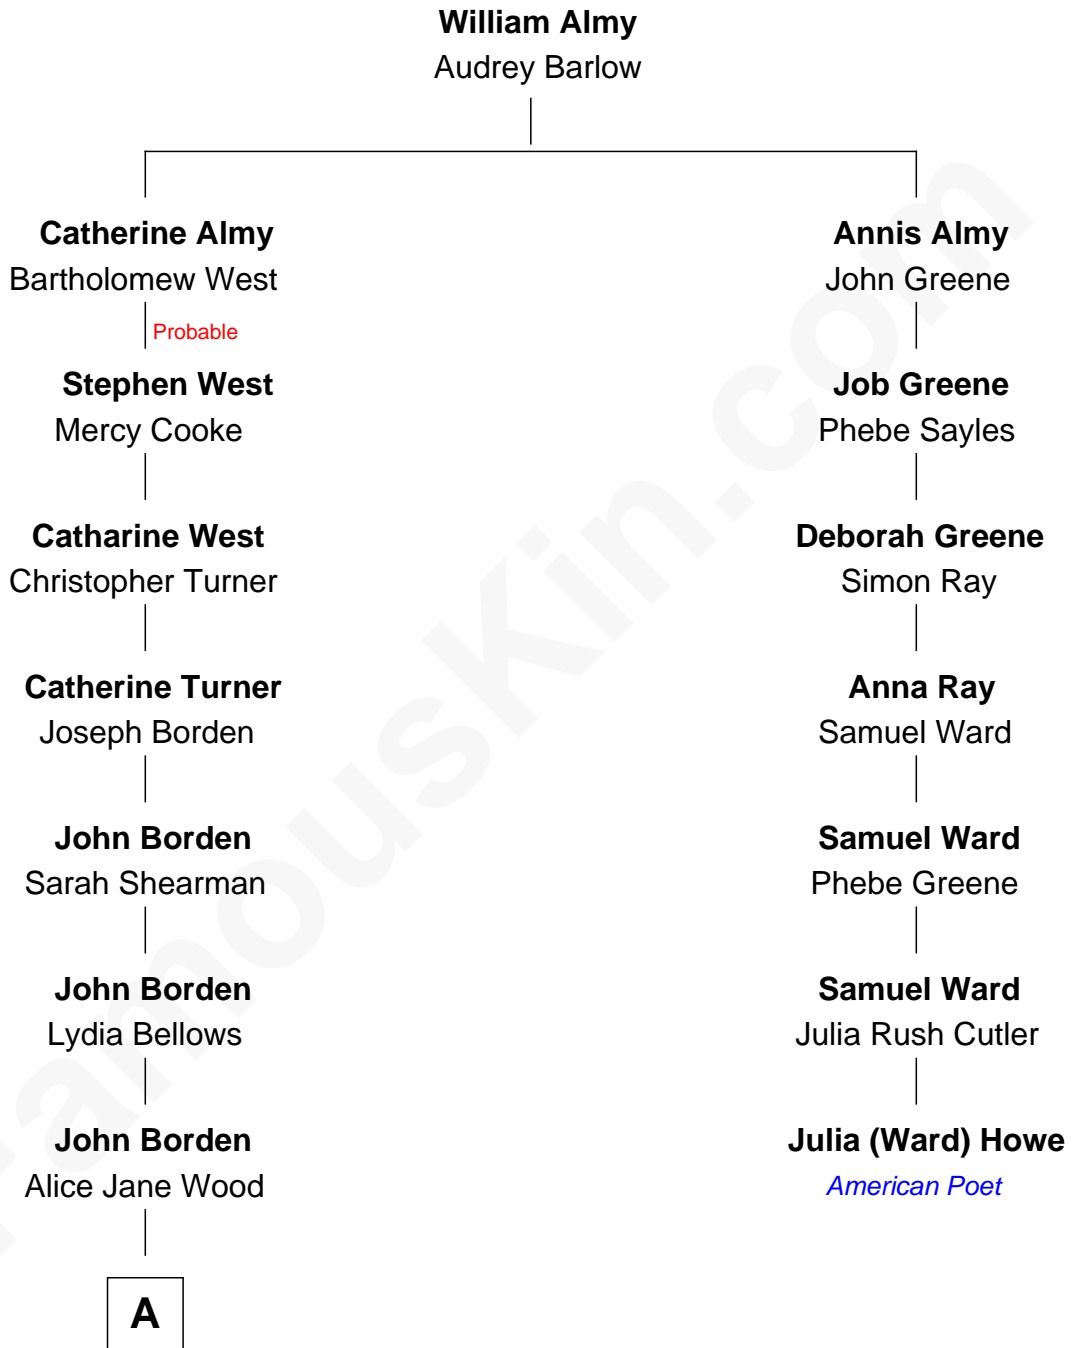 William Almy
Audrey Barlow
Catherine Almy
Bartholomew West
Probable
Stephen West
Mercy Cooke
Catharine West
Christopher Turner
Catherine Turner
Joseph Borden
John Borden
Sarah Shearman
John Borden
Lydia Bellows
John Borden
Alice Jane Wood
A
Annis Almy
John Greene
Job Greene
Phebe Sayles
Deborah Greene
Simon Ray
Anna Ray
Samuel Ward
Samuel Ward
Phebe Greene
Samuel Ward
Julia Rush Cutler
Julia (Ward) Howe
American Poet
FamousKin.com